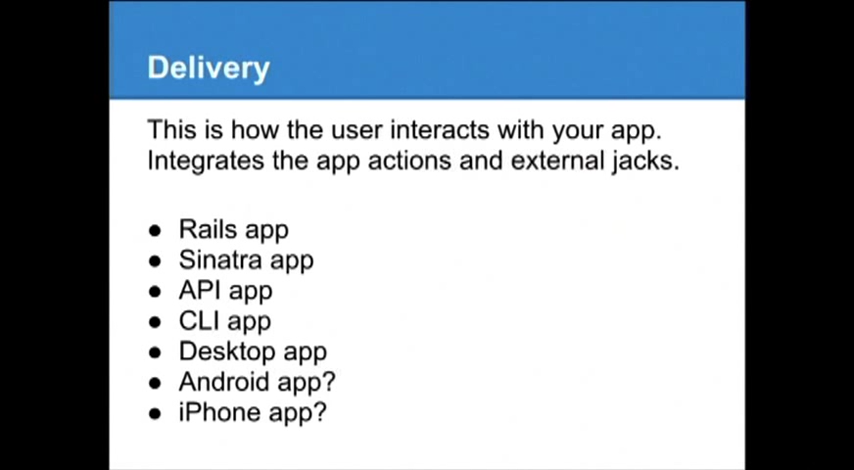 Delivery
This is how the user interacts with your app.
Integrates the app actions and external jacks.
● Rails app
● Sinatra app
● API app
● CLI app
● Desktop app
● Android app?
● iPhone app?